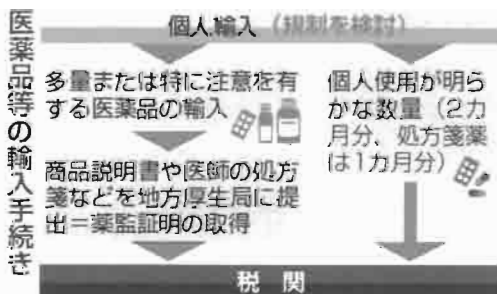 医薬品等の輸入手続き
個人輸入（規制を検討）
多量または特に注意を有
する医薬品の輸入
商品説明書や医師の処方
箋などを地方厚生局に提
出＝薬監証明の取得
個人使用が明ら
かな数量（2カ
月分、処方箋薬
は1カ月分）
税関